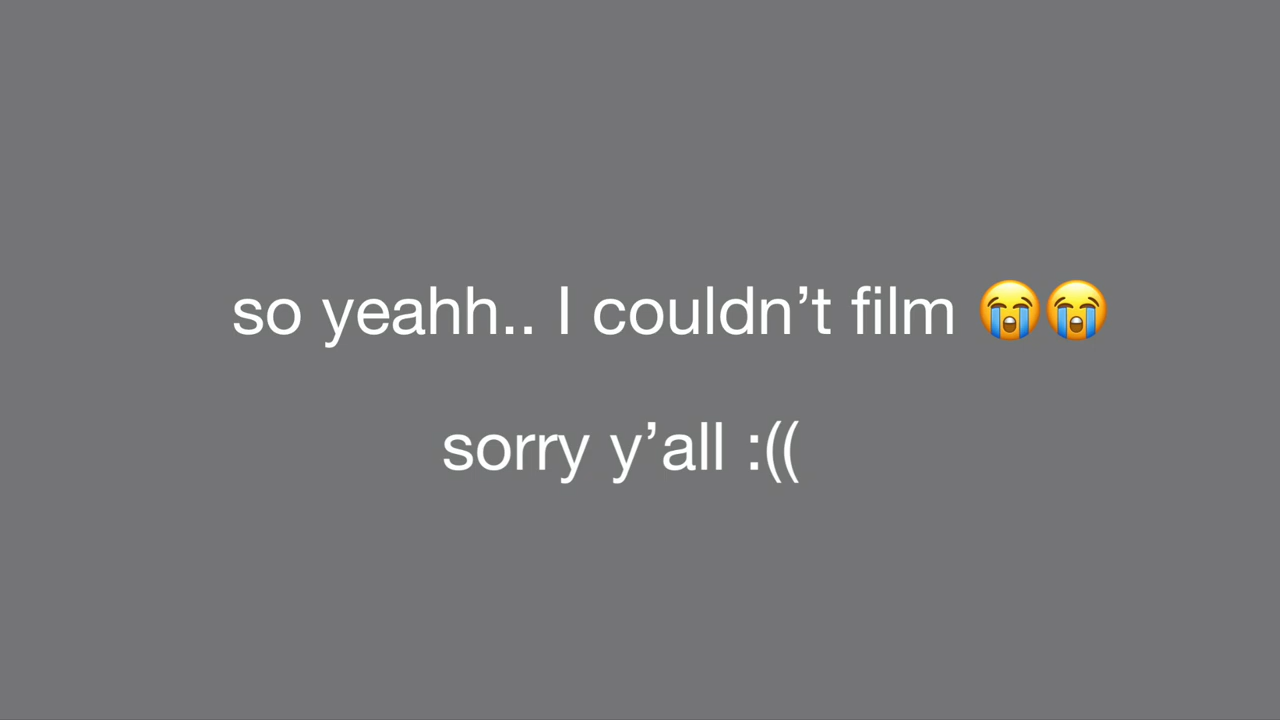 so yeahh.. I couldn’t film 😭😭
sorry y’all :((